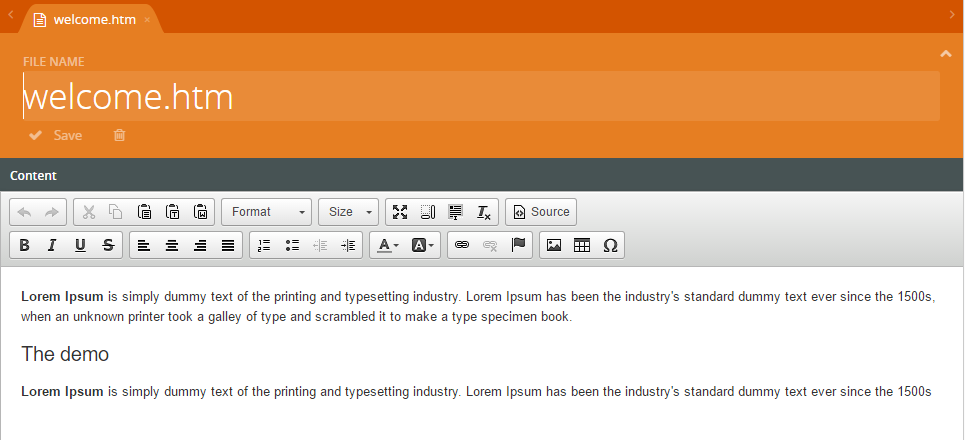 welcome.htm ×
FILE NAME
welcome.htm
Save
Content
Format Size Source
B I U S
A A Ω
Lorem Ipsum is simply dummy text of the printing and typesetting industry. Lorem Ipsum has been the industry's standard dummy text ever since the 1500s,
when an unknown printer took a galley of type and scrambled it to make a type specimen book.
The demo
Lorem Ipsum is simply dummy text of the printing and typesetting industry. Lorem Ipsum has been the industry's standard dummy text ever since the 1500s